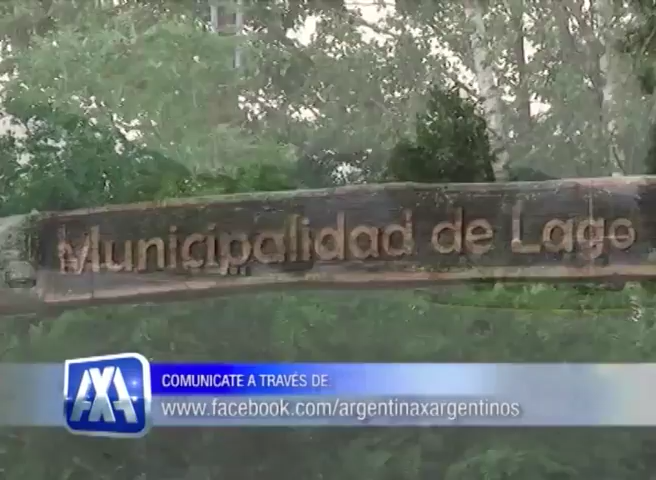 Municipalidad de Lago
AXA
COMUNICATE A TRAVÉS DE:
www.facebook.com/argentinaxargentinos